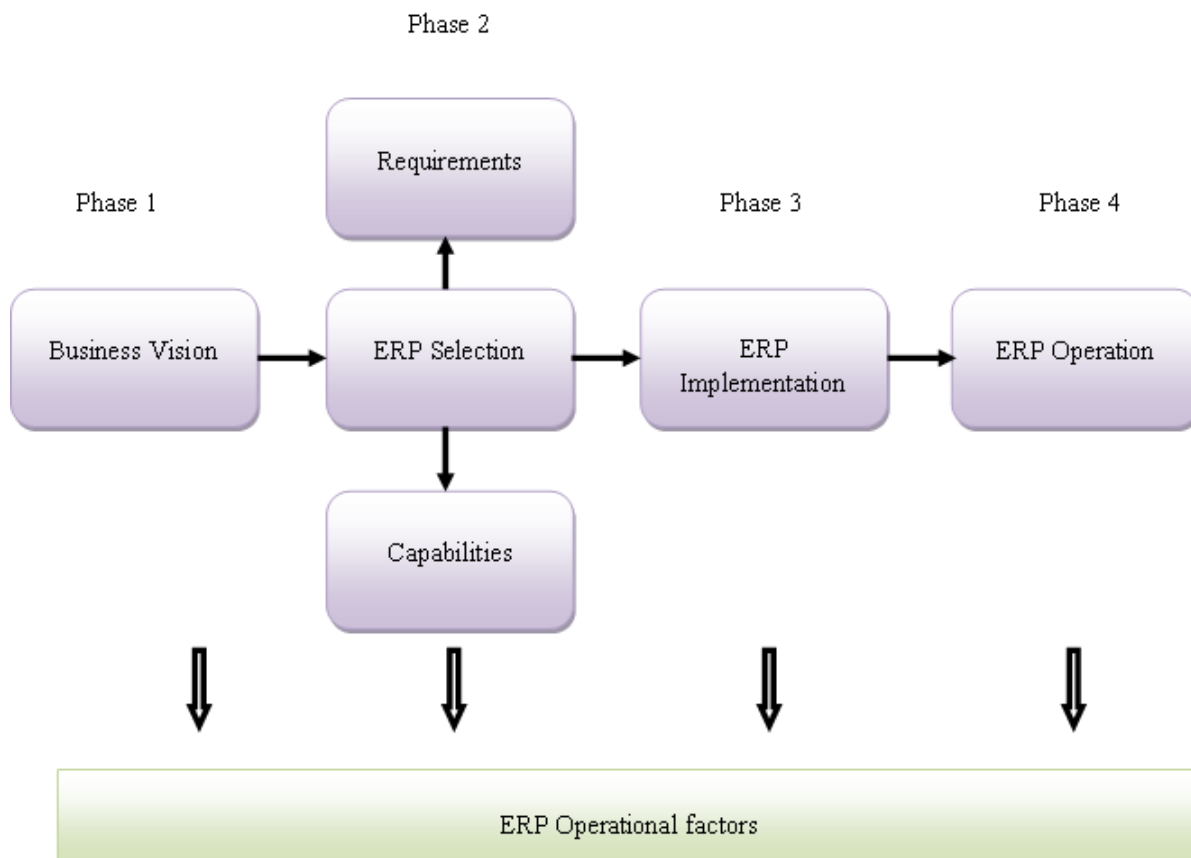 Phase 2
Requirements
Phase 1
Phase 3
Phase 4
Business Vision
ERP Selection
ERP
Implementation
ERP Operation
Capabilities
ERP Operational factors